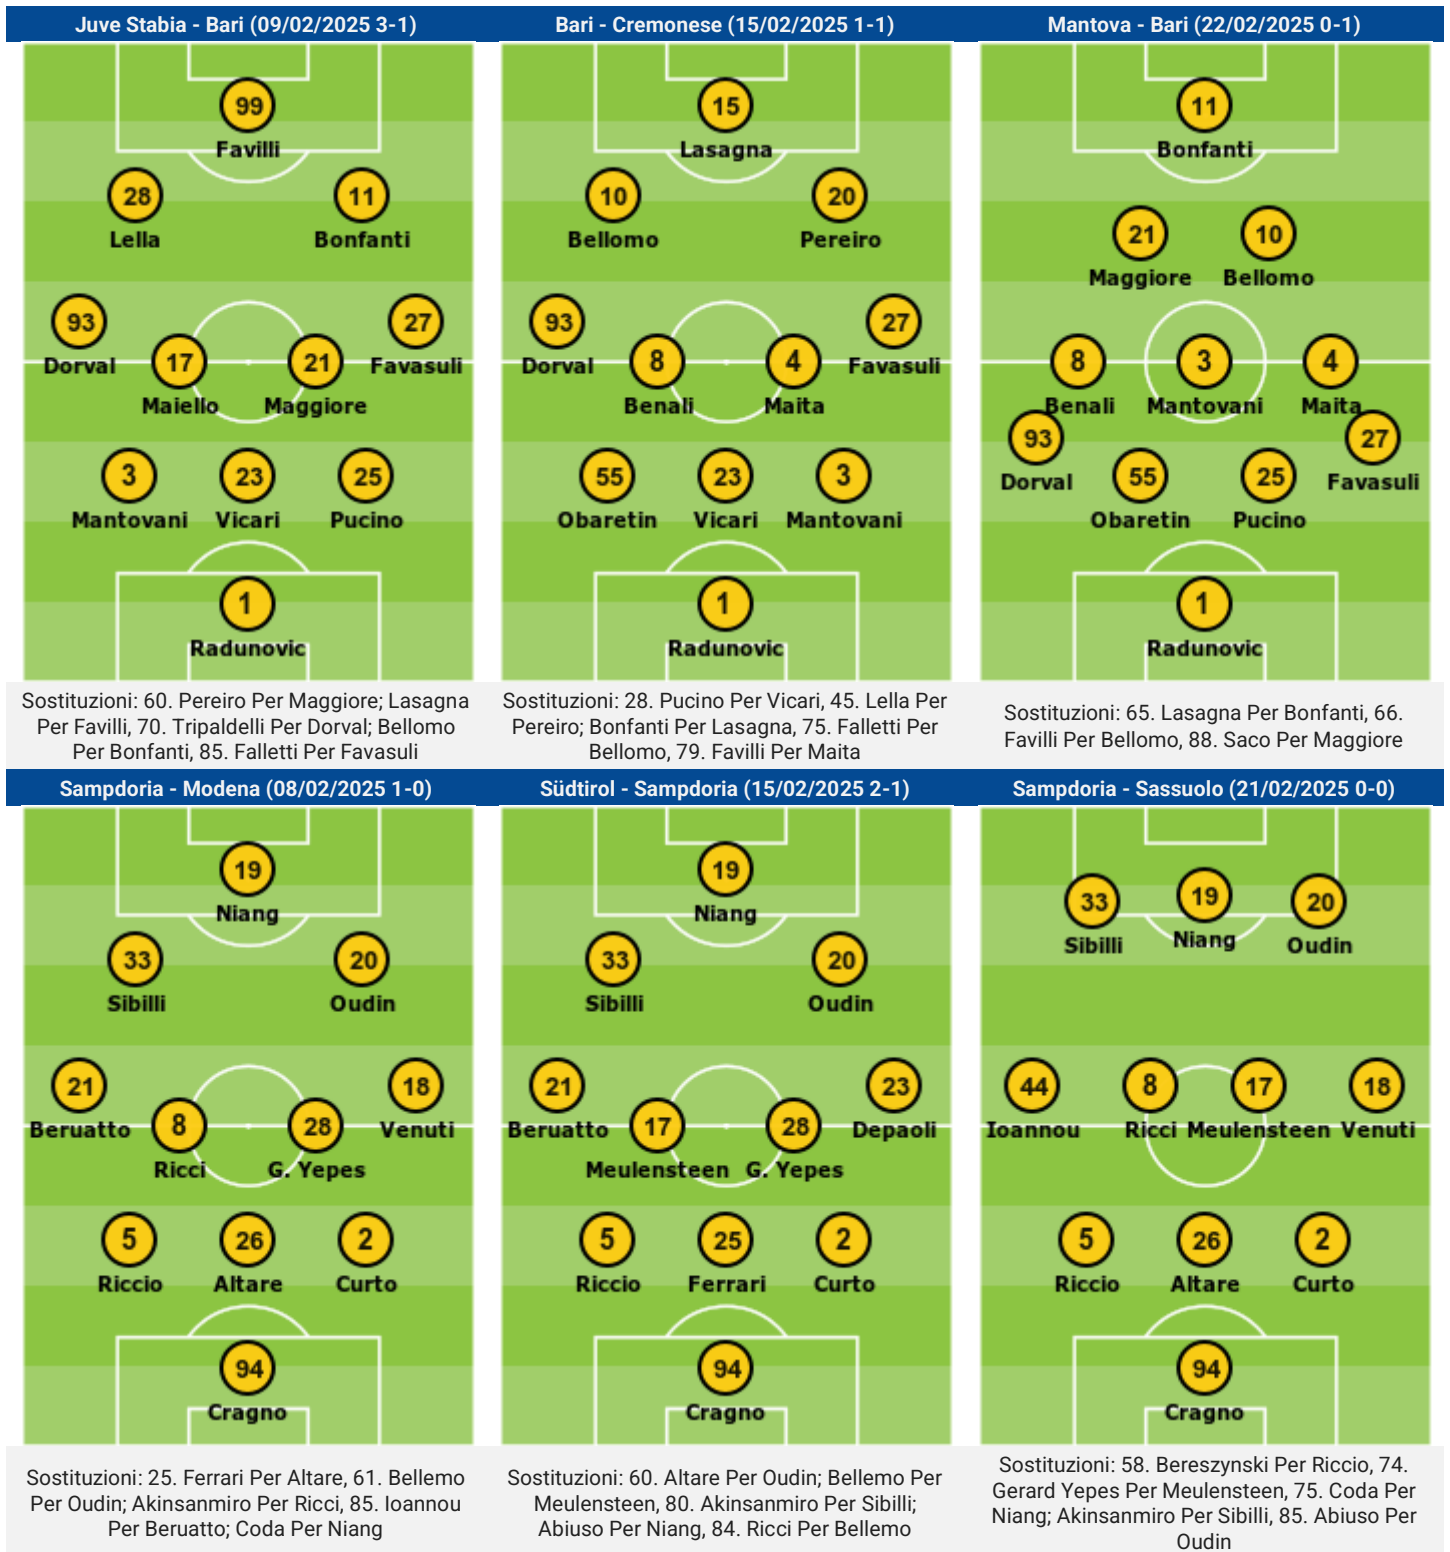 Juve Stabia - Bari (09/02/2025 3-1)
99
Favilli
28
11
Lella
Bonfanti
93
27
Dorval
17
21
Favasuli
Maiello
Maggiore
3
23
25
Mantovani
Vicari
Pucino
1
Radunovic
Sostituzioni: 60. Pereiro Per Maggiore; Lasagna
Per Favilli, 70. Tripaldelli Per Dorval; Bellomo
Per Bonfanti, 85. Falletti Per Favasuli
Bari - Cremonese (15/02/2025 1-1)
15
Lasagna
10
20
Bellomo
Pereiro
93
27
Dorval
8
4
Favasuli
Benali
Maita
55
23
3
Obaretin
Vicari
Mantovani
1
Radunovic
Sostituzioni: 28. Pucino Per Vicari, 45. Lella Per
Pereiro; Bonfanti Per Lasagna, 75. Falletti Per
Bellomo, 79. Favilli Per Maita
Mantova - Bari (22/02/2025 0-1)
11
Bonfanti
21
10
Maggiore
Bellomo
8
3
4
Benali
Mantovani
Maita
93
27
Dorval
55
25
Favasuli
Obaretin
Pucino
1
Radunovic
Sostituzioni: 65. Lasagna Per Bonfanti, 66.
Favilli Per Bellomo, 88. Saco Per Maggiore
Sampdoria - Modena (08/02/2025 1-0)
19
Niang
33
20
Sibilli
Oudin
21
18
Beruatto
8
28
Venuti
Ricci
G. Yepes
5
26
2
Riccio
Altare
Curto
94
Cragno
Sostituzioni: 25. Ferrari Per Altare, 61. Bellemo
Per Oudin; Akinsanmiro Per Ricci, 85. Ioannou
Per Beruatto; Coda Per Niang
Südtirol - Sampdoria (15/02/2025 2-1)
19
Niang
33
20
Sibilli
Oudin
21
23
Beruatto
17
28
Depaoli
Meulensteen
G. Yepes
5
25
2
Riccio
Ferrari
Curto
94
Cragno
Sostituzioni: 60. Altare Per Oudin; Bellemo Per
Meulensteen, 80. Akinsanmiro Per Sibilli;
Abiuso Per Niang, 84. Ricci Per Bellemo
Sampdoria - Sassuolo (21/02/2025 0-0)
33
19
20
Sibilli
Niang
Oudin
44
8
17
18
Ioannou
Ricci
Meulensteen
Venuti
5
26
2
Riccio
Altare
Curto
94
Cragno
Sostituzioni: 58. Bereszynski Per Riccio, 74.
Gerard Yepes Per Meulensteen, 75. Coda Per
Niang; Akinsanmiro Per Sibilli, 85. Abiuso Per
Oudin